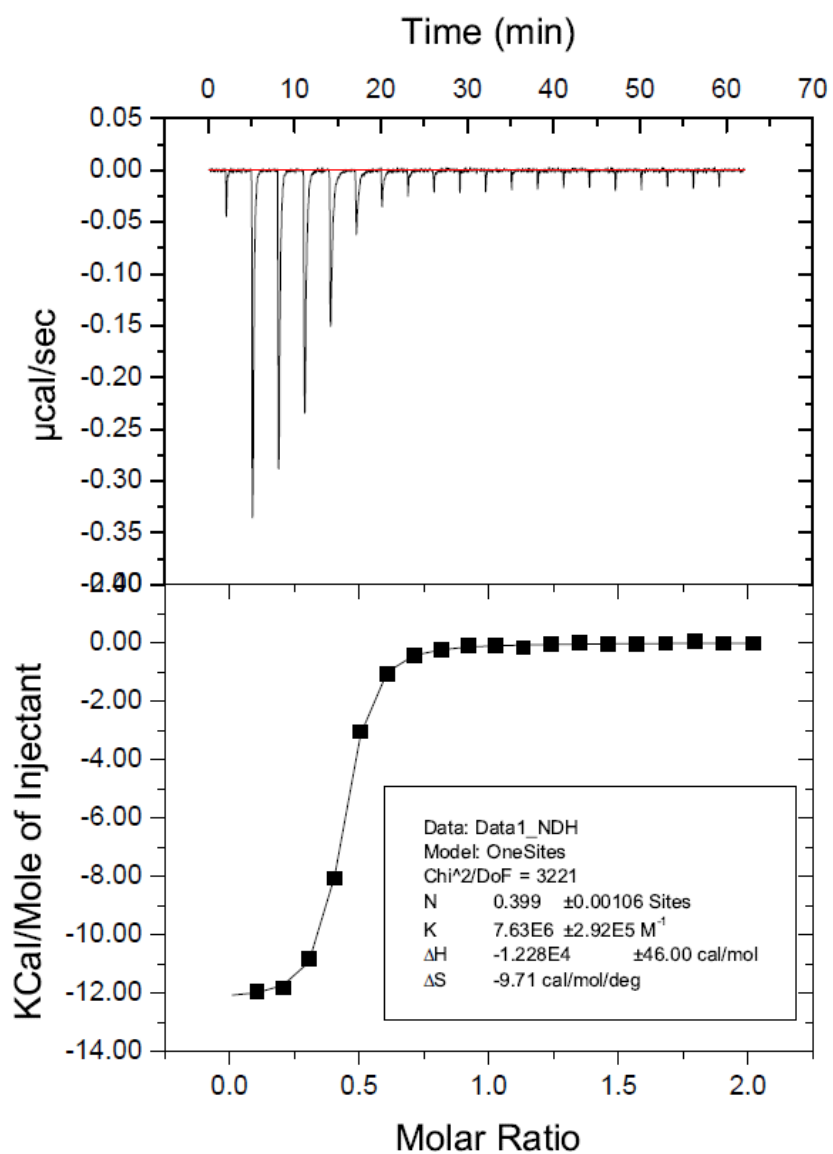 Time (min)
0 10 20 30 40 50 60 70
0.05
0.00
-0.05
-0.10
-0.15
-0.20
-0.25
-0.30
-0.35
µcal/sec
0.00
-2.00
-4.00
-6.00
-8.00
-10.00
-12.00
-14.00
KCal/Mole of Injectant
Data: Data1_NDH
Model: OneSites
Chi^2/DoF = 3221
N 0.399 ±0.00106 Sites
K 7.63E6 ±2.92E5 M⁻¹
ΔH -1.228E4 ±46.00 cal/mol
ΔS -9.71 cal/mol/deg
0.0 0.5 1.0 1.5 2.0
Molar Ratio